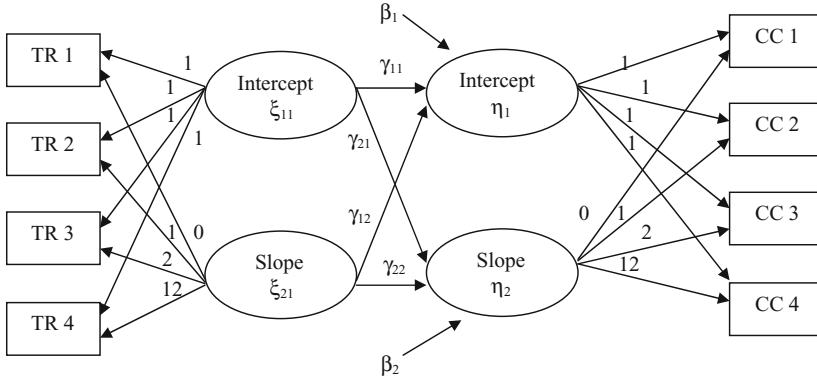 β1
TR 1
CC 1
1
Intercept
ξ11
γ11
Intercept
η1
1
1
1
1
1
1
1
TR 2
CC 2
γ21
TR 3
CC 3
γ12
0
1
2
12
0
1
2
12
Slope
ξ21
γ22
Slope
η2
TR 4
CC 4
β2